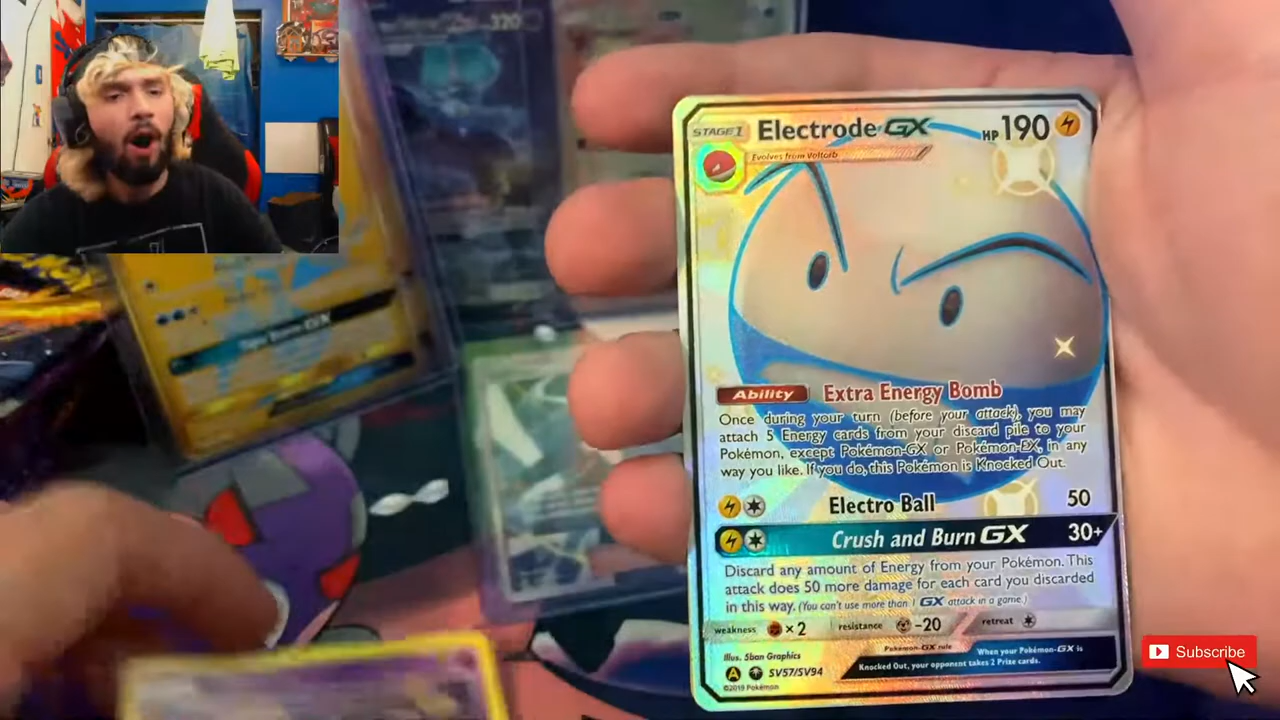 320
STAGE 1 Electrode GX HP 190
Evolves from Voltorb
Ability Extra Energy Bomb
Once during your turn (before your attack), you may
attach 5 Energy cards from your discard pile to your
Pokémon, except Pokémon-GX or Pokémon-EX, in any
way you like. If you do, this Pokémon is Knocked Out.
Electro Ball 50
Crush and Burn GX 30+
Discard any amount of Energy from your Pokémon. This
attack does 50 more damage for each card you discarded
in this way. (You can't use more than 1 GX attack in a game.)
weakness ×2 resistance -20 retreat
Pokémon-GX rule When your Pokémon-GX is
Knocked Out, your opponent takes 2 Prize cards.
Illus. 5ban Graphics
A SV57/SV94
©2019 Pokémon
Subscribe